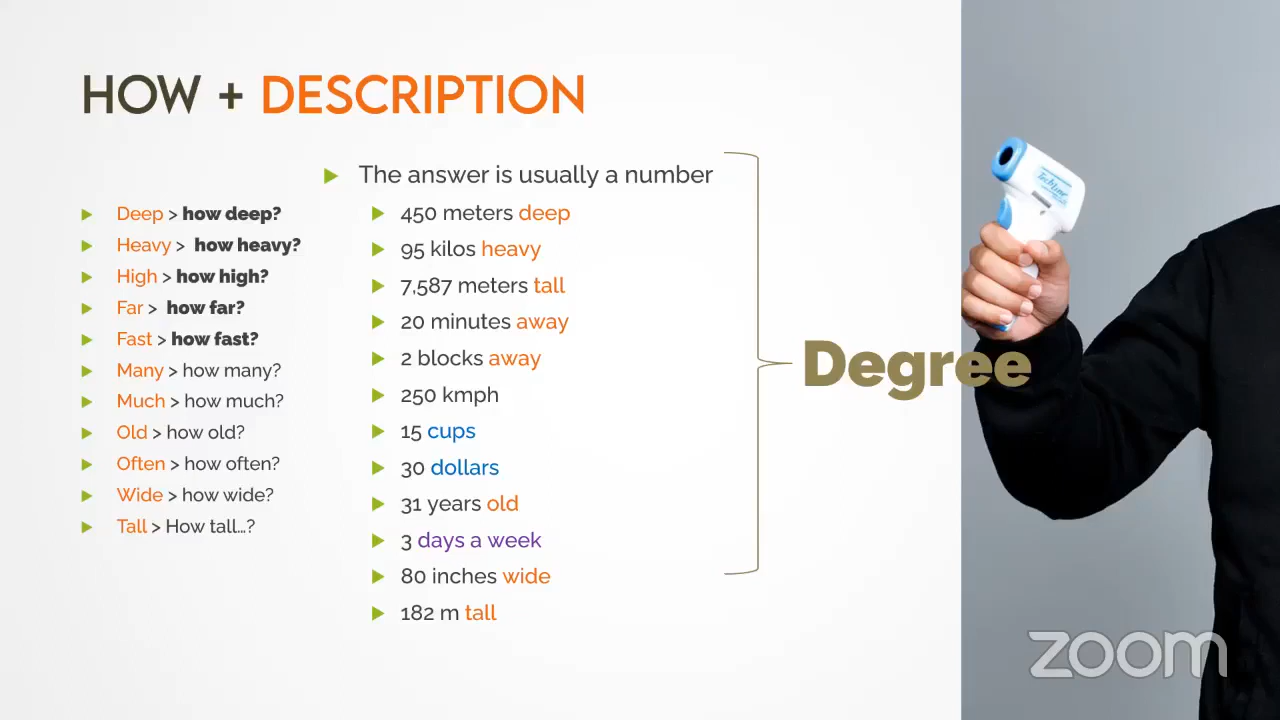 HOW + DESCRIPTION
Deep > how deep?
Heavy > how heavy?
High > how high?
Far > how far?
Fast > how fast?
Many > how many?
Much > how much?
Old > how old?
Often > how often?
Wide > how wide?
Tall > How tall…?
The answer is usually a number
450 meters deep
95 kilos heavy
7,587 meters tall
20 minutes away
2 blocks away
250 kmph
15 cups
30 dollars
31 years old
3 days a week
80 inches wide
182 m tall
Degree
TechLine
zoom